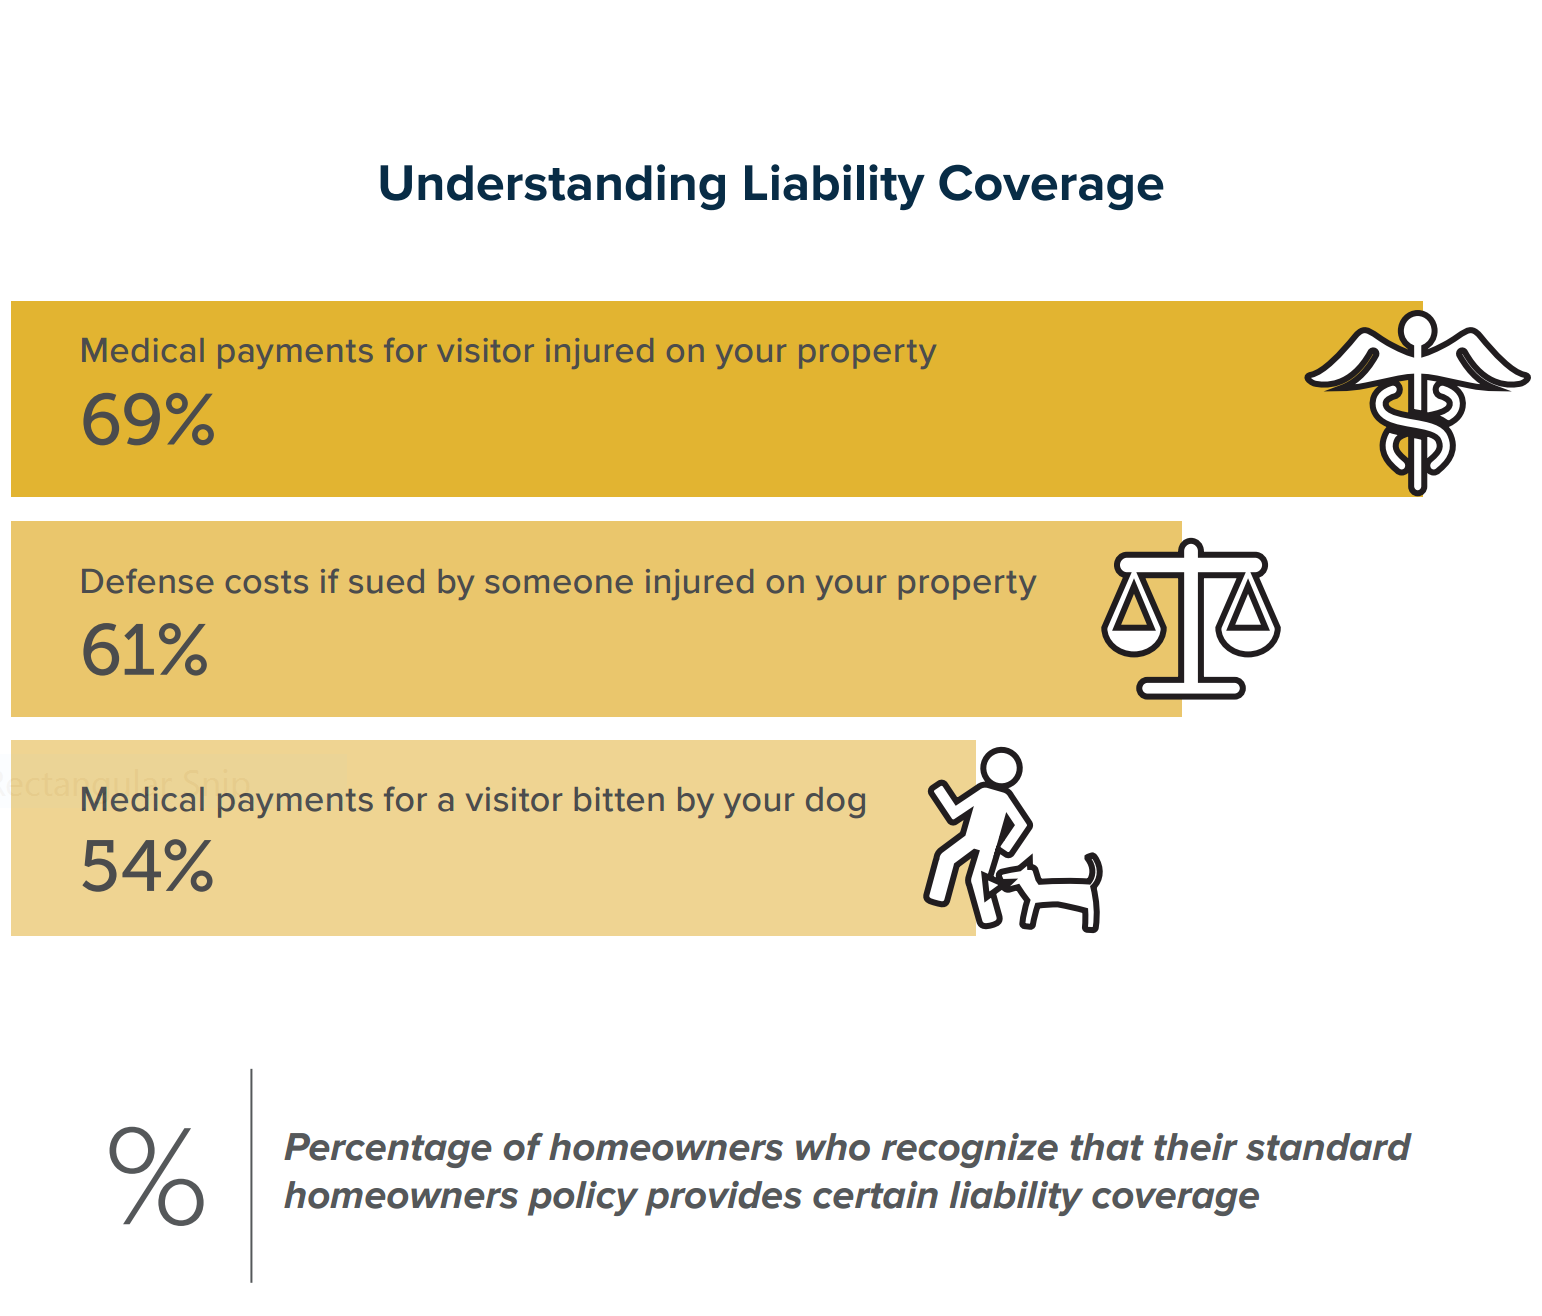 Understanding Liability Coverage
Medical payments for visitor injured on your property
69%
Defense costs if sued by someone injured on your property
61%
Rectangular Snip
Medical payments for a visitor bitten by your dog
54%
%
Percentage of homeowners who recognize that their standard
homeowners policy provides certain liability coverage